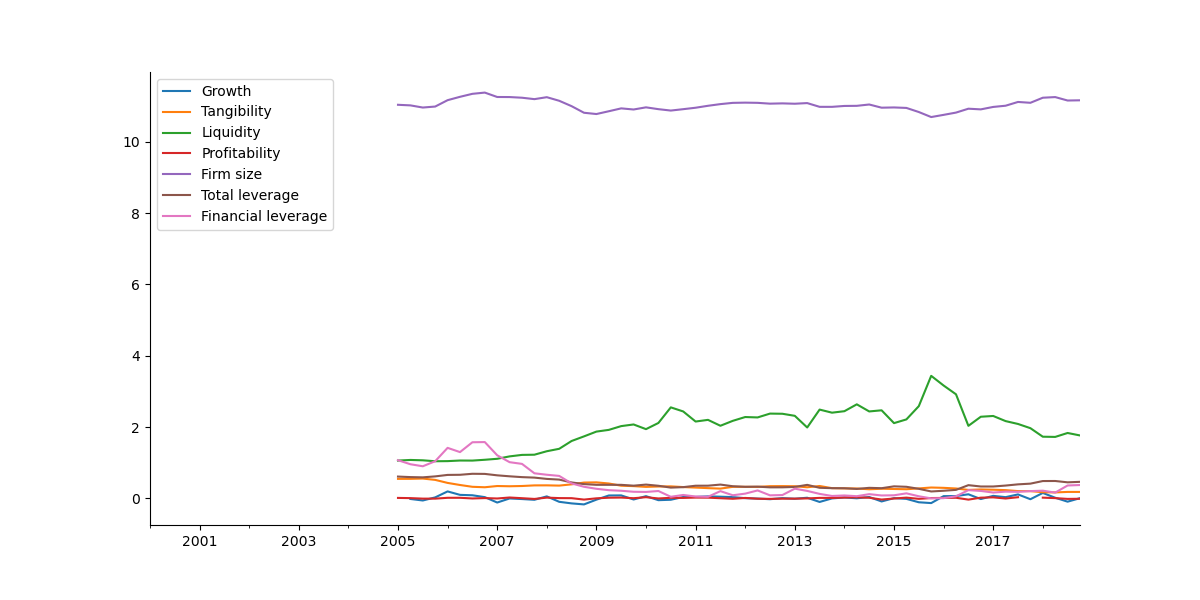 Growth
Tangibility
Liquidity
Profitability
Firm size
Total leverage
Financial leverage
10
8
6
4
2
0
2001 2003 2005 2007 2009 2011 2013 2015 2017